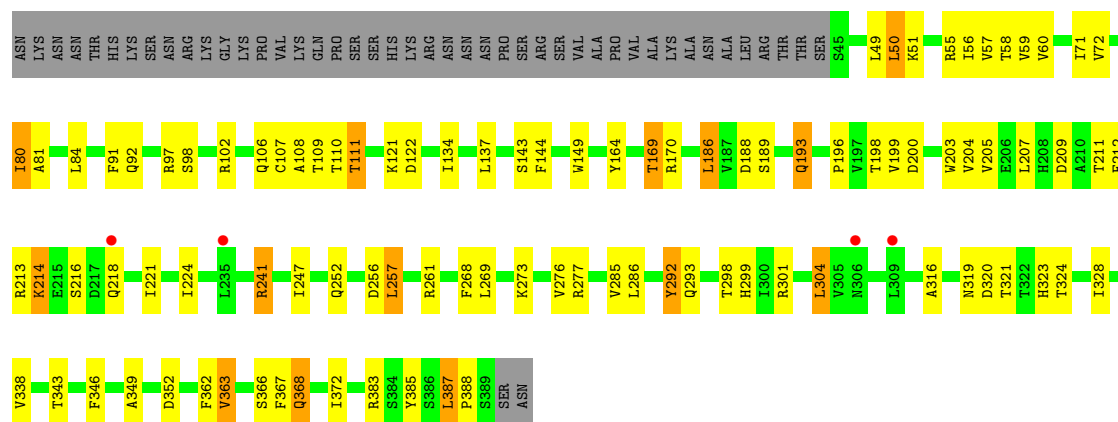 ASN LYS ASN ASN THR HIS LYS SER ASN ARG LYS GLY LYS PRO VAL LYS GLN PRO SER SER HIS LYS ARG ASN ASN ASN PRO SER ARG SER VAL ALA PRO VAL ALA LYS ALA ASN ALA LEU ARG THR THR SER S45 L49 L50 K51 R55 I56 V57 T58 V59 V60 I71 V72
I80 A81 L84 F91 Q92 R97 S98 R102 Q106 C107 A108 T109 T110 T111 K121 D122 I134 L137 S143 F144 W149 Y164 T169 R170 L186 V187 D188 S189 Q193 P196 V197 T198 V199 D200 W203 V204 V205 E206 L207 H208 D209 A210 T211 E212
R213 K214 E215 S216 D217 Q218 I221 I224 L235 R241 I247 Q252 D256 L257 R261 F268 L269 K273 V276 R277 V285 L286 Y292 Q293 T298 H299 I300 R301 L304 V305 N306 L309 A316 N319 D320 T321 T322 H323 T324 I328
V338 T343 F346 A349 D352 F362 V363 S366 F367 Q368 I372 R383 S384 Y385 S386 L387 P388 S389 SER ASN